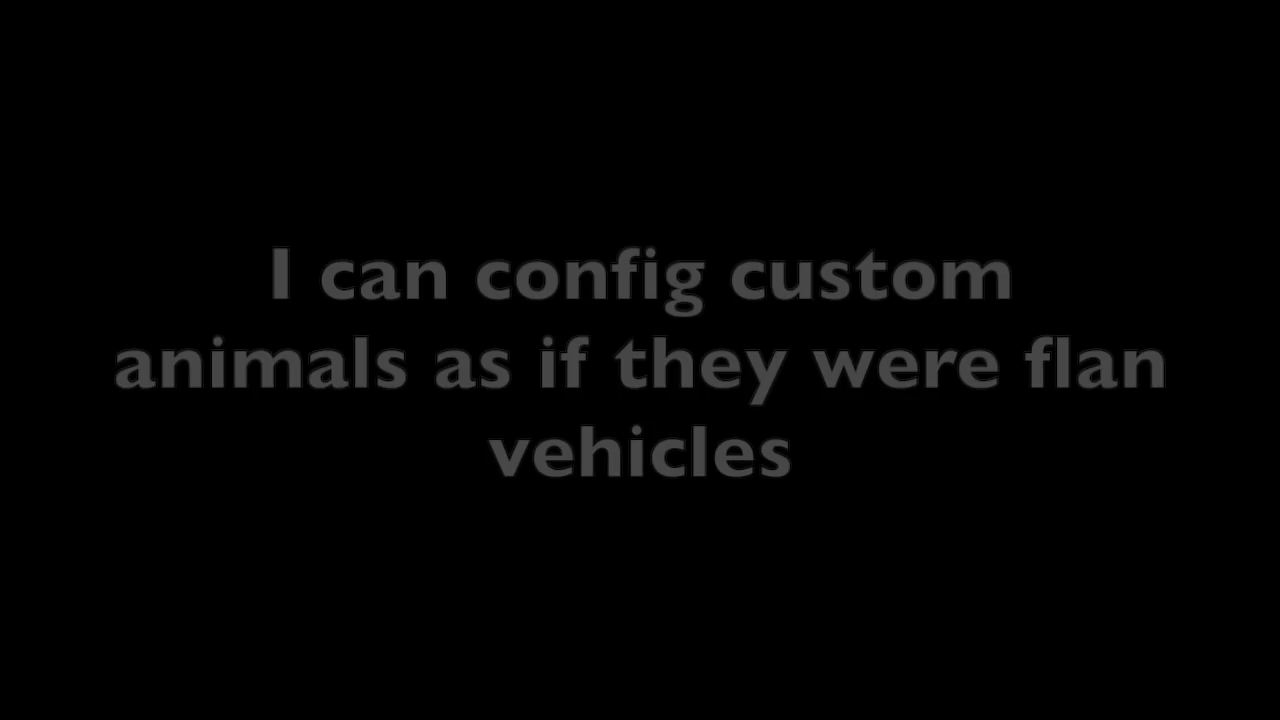 I can config custom
animals as if they were flan
vehicles